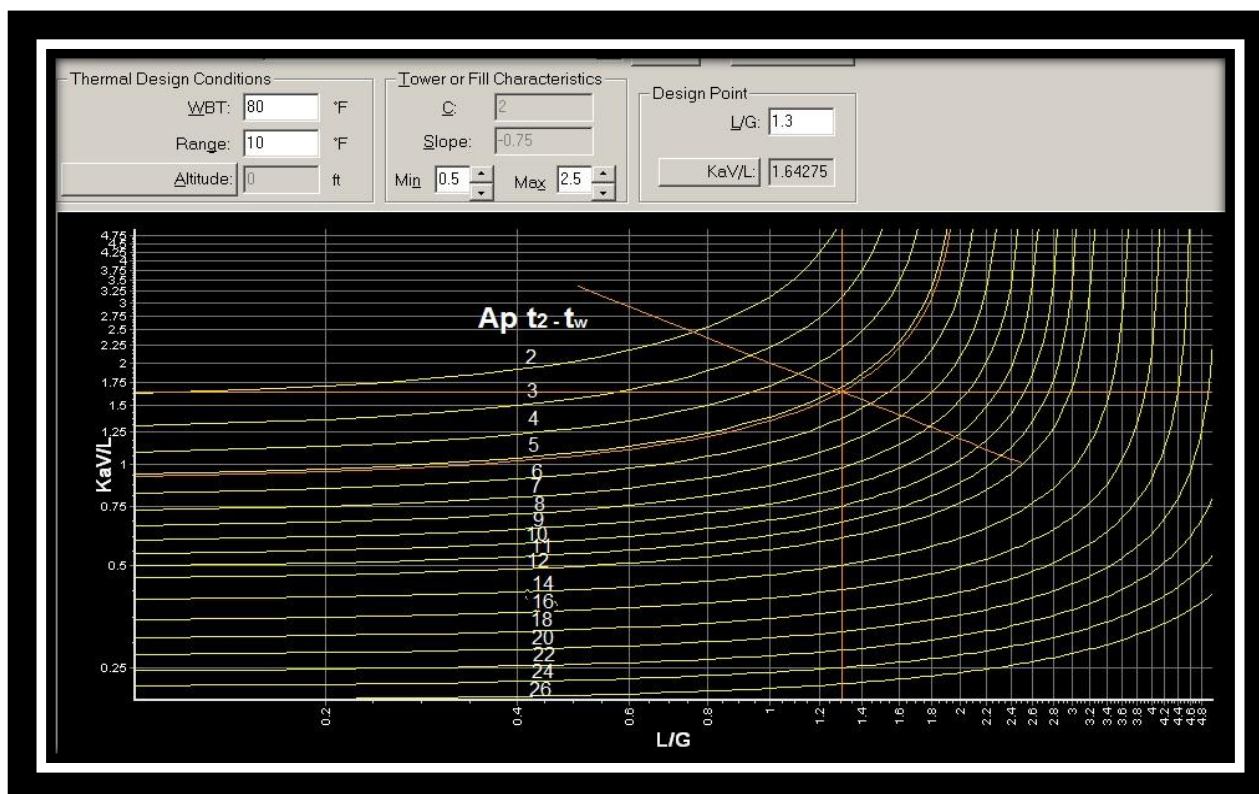 Thermal Design Conditions
WBT: 80 °F
Range: 10 °F
Altitude: 0 ft
Tower or Fill Characteristics
C: 2
Slope: -0.75
Min 0.5 Max 2.5
Design Point
L/G: 1.3
KaV/L: 1.64275
4.75
4.5
4.25
4
3.75
3.5
3.25
3
2.75
2.5
2.25
2
1.75
1.5
1.25
1
0.75
0.5
0.25
KaV/L
Ap t2 - tw
2
3
4
5
6
7
8
9
10
11
12
14
16
18
20
22
24
26
0.2 0.4 0.6 0.8 1 1.2 1.4 1.6 1.8 2 2.2 2.4 2.6 2.8 3 3.2 3.4 3.6 3.8 4 4.2 4.4 4.6 4.8
L/G